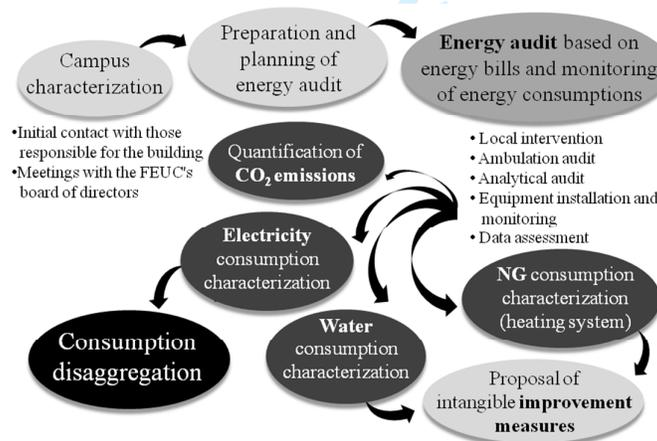 Campus
characterization
Preparation and
planning of
energy audit
Energy audit based on
energy bills and monitoring
of energy consumptions
•Initial contact with those
responsible for the building
•Meetings with the FEUC's
board of directors
• Local intervention
• Ambulation audit
• Analytical audit
• Equipment installation and
monitoring
• Data assessment
Quantification of
CO2 emissions
Electricity
consumption
characterization
NG consumption
characterization
(heating system)
Water
consumption
characterization
Consumption
disaggregation
Proposal of
intangible improvement
measures